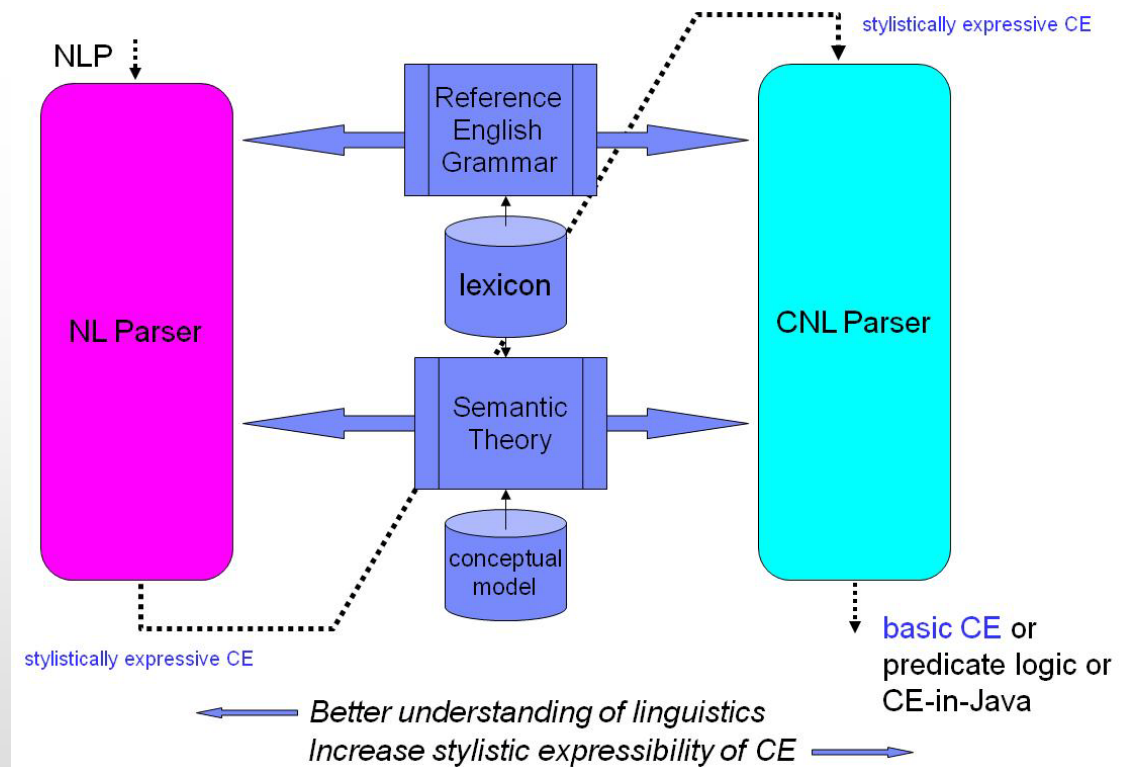 stylistically expressive CE
NLP
Reference
English
Grammar
lexicon
NL Parser
CNL Parser
Semantic
Theory
conceptual
model
basic CE or
predicate logic or
CE-in-Java
stylistically expressive CE
Better understanding of linguistics
Increase stylistic expressibility of CE